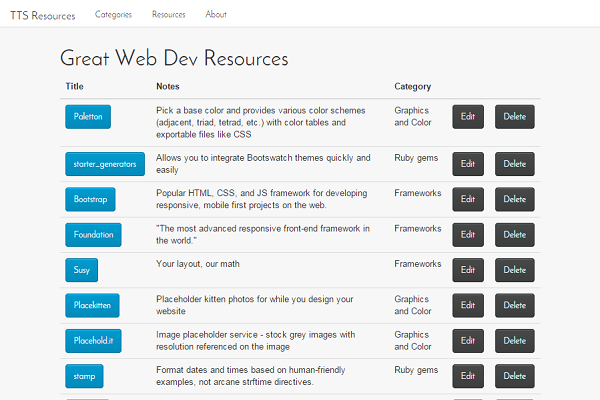 TTS Resources Categories Resources About
Great Web Dev Resources
Title Notes Category
Paletton Pick a base color and provides various color schemes Graphics Edit Delete
(adjacent, triad, tetrad, etc.) with color tables and and Color
exportable files like CSS
starter_generators Allows you to integrate Bootswatch themes quickly and Ruby gems Edit Delete
easily
Bootstrap Popular HTML, CSS, and JS framework for developing Frameworks Edit Delete
responsive, mobile first projects on the web.
Foundation "The most advanced responsive front-end framework in Frameworks Edit Delete
the world."
Susy Your layout, our math Frameworks Edit Delete
Placekitten Placeholder kitten photos for while you design your Graphics Edit Delete
website and Color
Placehold.it Image placeholder service - stock grey images with Graphics Edit Delete
resolution referenced on the image and Color
stamp Format dates and times based on human-friendly Ruby gems Edit Delete
examples, not arcane strftime directives.